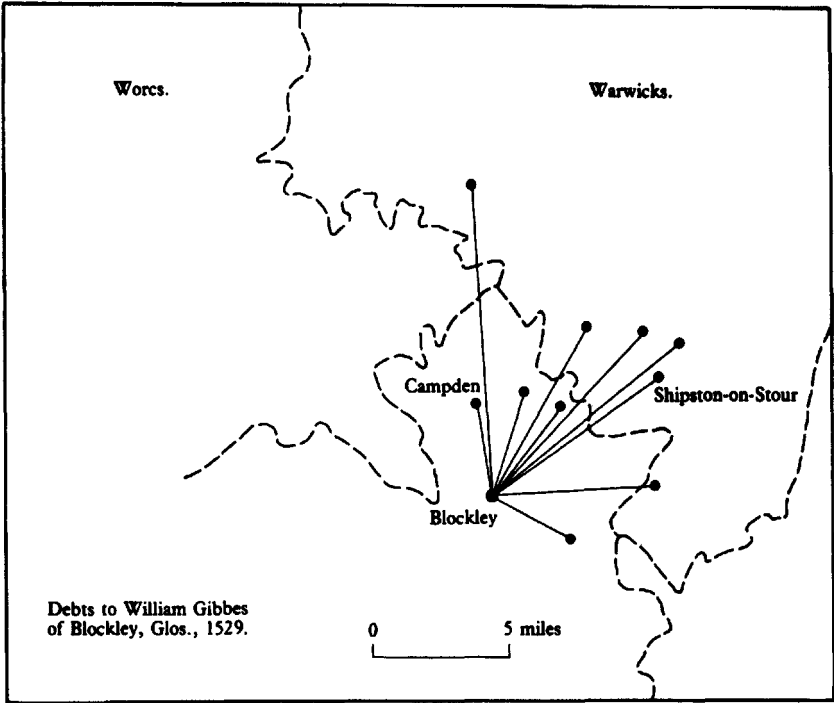 Worcs.
Warwicks.
Campden
Shipston-on-Stour
Blockley
Debts to William Gibbes
of Blockley, Glos., 1529.
0 5 miles